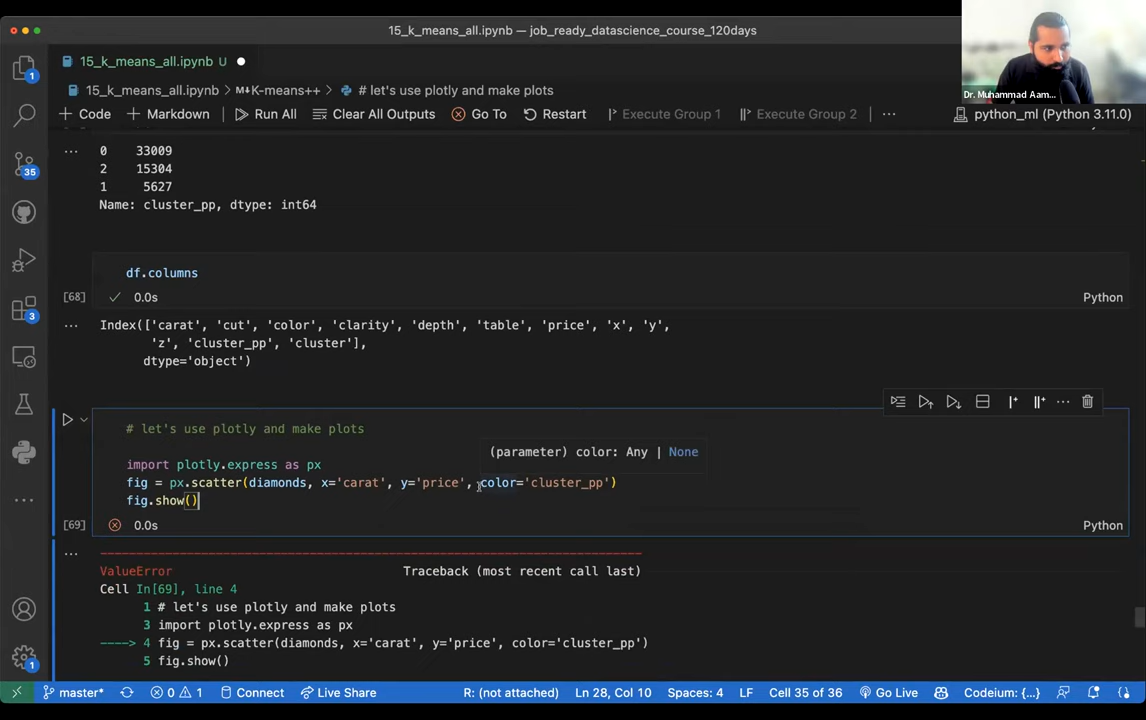 15_k_means_all.ipynb — job_ready_datascience_course_120days
Dr. Muhammad Aam...
15_k_means_all.ipynb U
15_k_means_all.ipynb > M↓K-means++ > # let's use plotly and make plots
+ Code + Markdown Run All Clear All Outputs Go To Restart Execute Group 1 Execute Group 2 ... python_ml (Python 3.11.0)
1
35
3
1
... 0 33009
2 15304
1 5627
Name: cluster_pp, dtype: int64
df.columns
[68] 0.0s Python
... Index(['carat', 'cut', 'color', 'clarity', 'depth', 'table', 'price', 'x', 'y',
'z', 'cluster_pp', 'cluster'],
dtype='object')
# let's use plotly and make plots
(parameter) color: Any | None
import plotly.express as px
fig = px.scatter(diamonds, x='carat', y='price', color='cluster_pp')
fig.show()
[69] 0.0s Python
...
ValueError Traceback (most recent call last)
Cell In[69], line 4
1 # let's use plotly and make plots
3 import plotly.express as px
----> 4 fig = px.scatter(diamonds, x='carat', y='price', color='cluster_pp')
5 fig.show()
master* 0 1 Connect Live Share R: (not attached) Ln 28, Col 10 Spaces: 4 LF Cell 35 of 36 Go Live Codeium: {...}